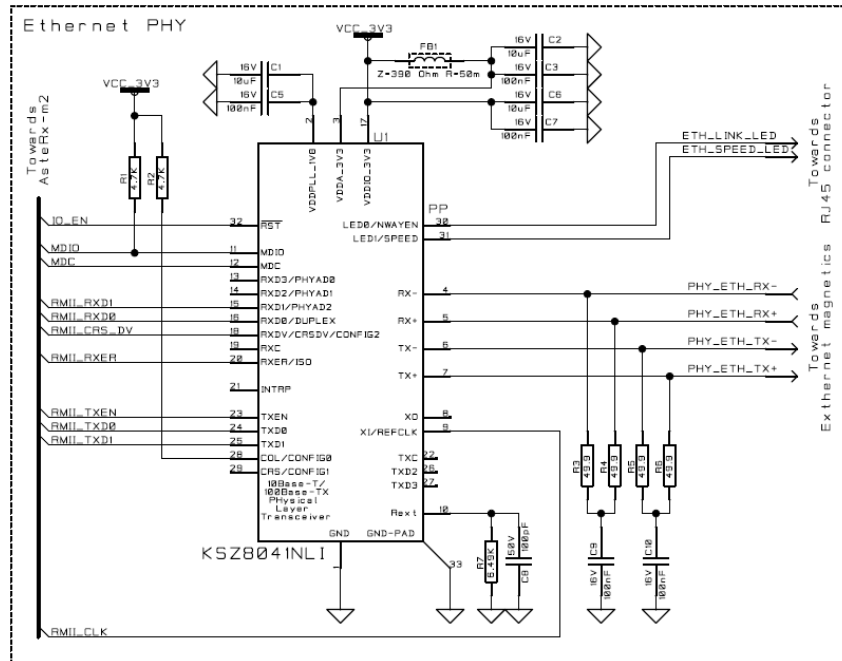 Ethernet PHY
VCC_3V3
VCC_3V3
FB1
Z=390 Ohm R=50m
16V C1
10uF
16V C5
100nF
16V C2
10uF
16V C3
100nF
16V C6
10uF
16V C7
100nF
Towards
AsteRx-m2
R1
4.7K
R2
4.7K
2
3
17
U1
VDDPLL_1V8
VDDA_3V3
VDDIO_3V3
PP
ETH_LINK_LED
ETH_SPEED_LED
Towards
RJ45 connector
IO_EN
32
RST
LED0/NWAYEN
30
LED1/SPEED
31
MDIO
11
MDIO
MDC
12
MDC
13
RXD3/PHYAD0
14
RXD2/PHYAD1
RMII_RXD1
15
RXD1/PHYAD2
RMII_RXD0
16
RXD0/DUPLEX
RMII_CRS_DV
18
RXDV/CRSDV/CONFIG2
19
RXC
RMII_RXER
20
RXER/ISO
21
INTRP
RMII_TXEN
23
TXEN
RMII_TXD0
24
TXD0
RMII_TXD1
25
TXD1
28
COL/CONFIG0
29
CRS/CONFIG1
RX-
4
PHY_ETH_RX-
RX+
5
PHY_ETH_RX+
TX-
6
PHY_ETH_TX-
TX+
7
PHY_ETH_TX+
Towards
Exthernet magnetics
XO
8
XI/REFCLK
9
TXC
22
TXD2
26
TXD3
27
Rext
10
10Base-T/
100Base-TX
PHysical
Layer
Transceiver
GND
GND-PAD
KSZ8041NLI
1
33
R7
6.49K
50V
100pF
C8
R3
49.9
R4
49.9
R5
49.9
R6
49.9
C9
16V
100nF
C10
16V
100nF
RMII_CLK